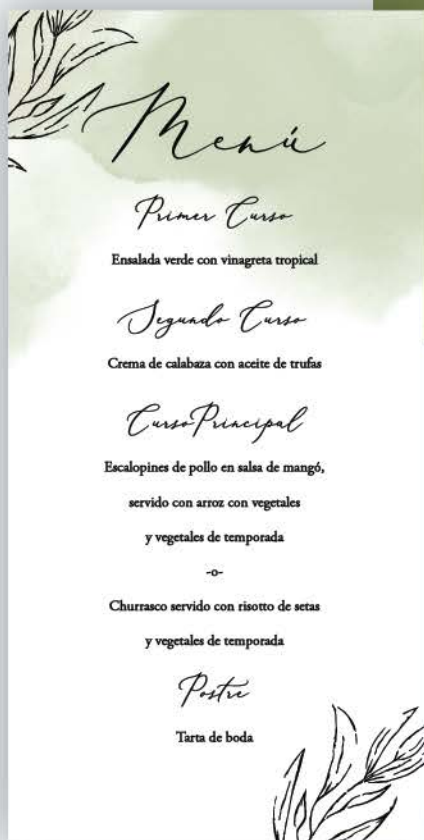 Menú
Primer Curso
Ensalada verde con vinagreta tropical
Segundo Curso
Crema de calabaza con aceite de trufas
Curso Principal
Escalopines de pollo en salsa de mangó,
servido con arroz con vegetales
y vegetales de temporada
-o-
Churrasco servido con risotto de setas
y vegetales de temporada
Postre
Tarta de boda